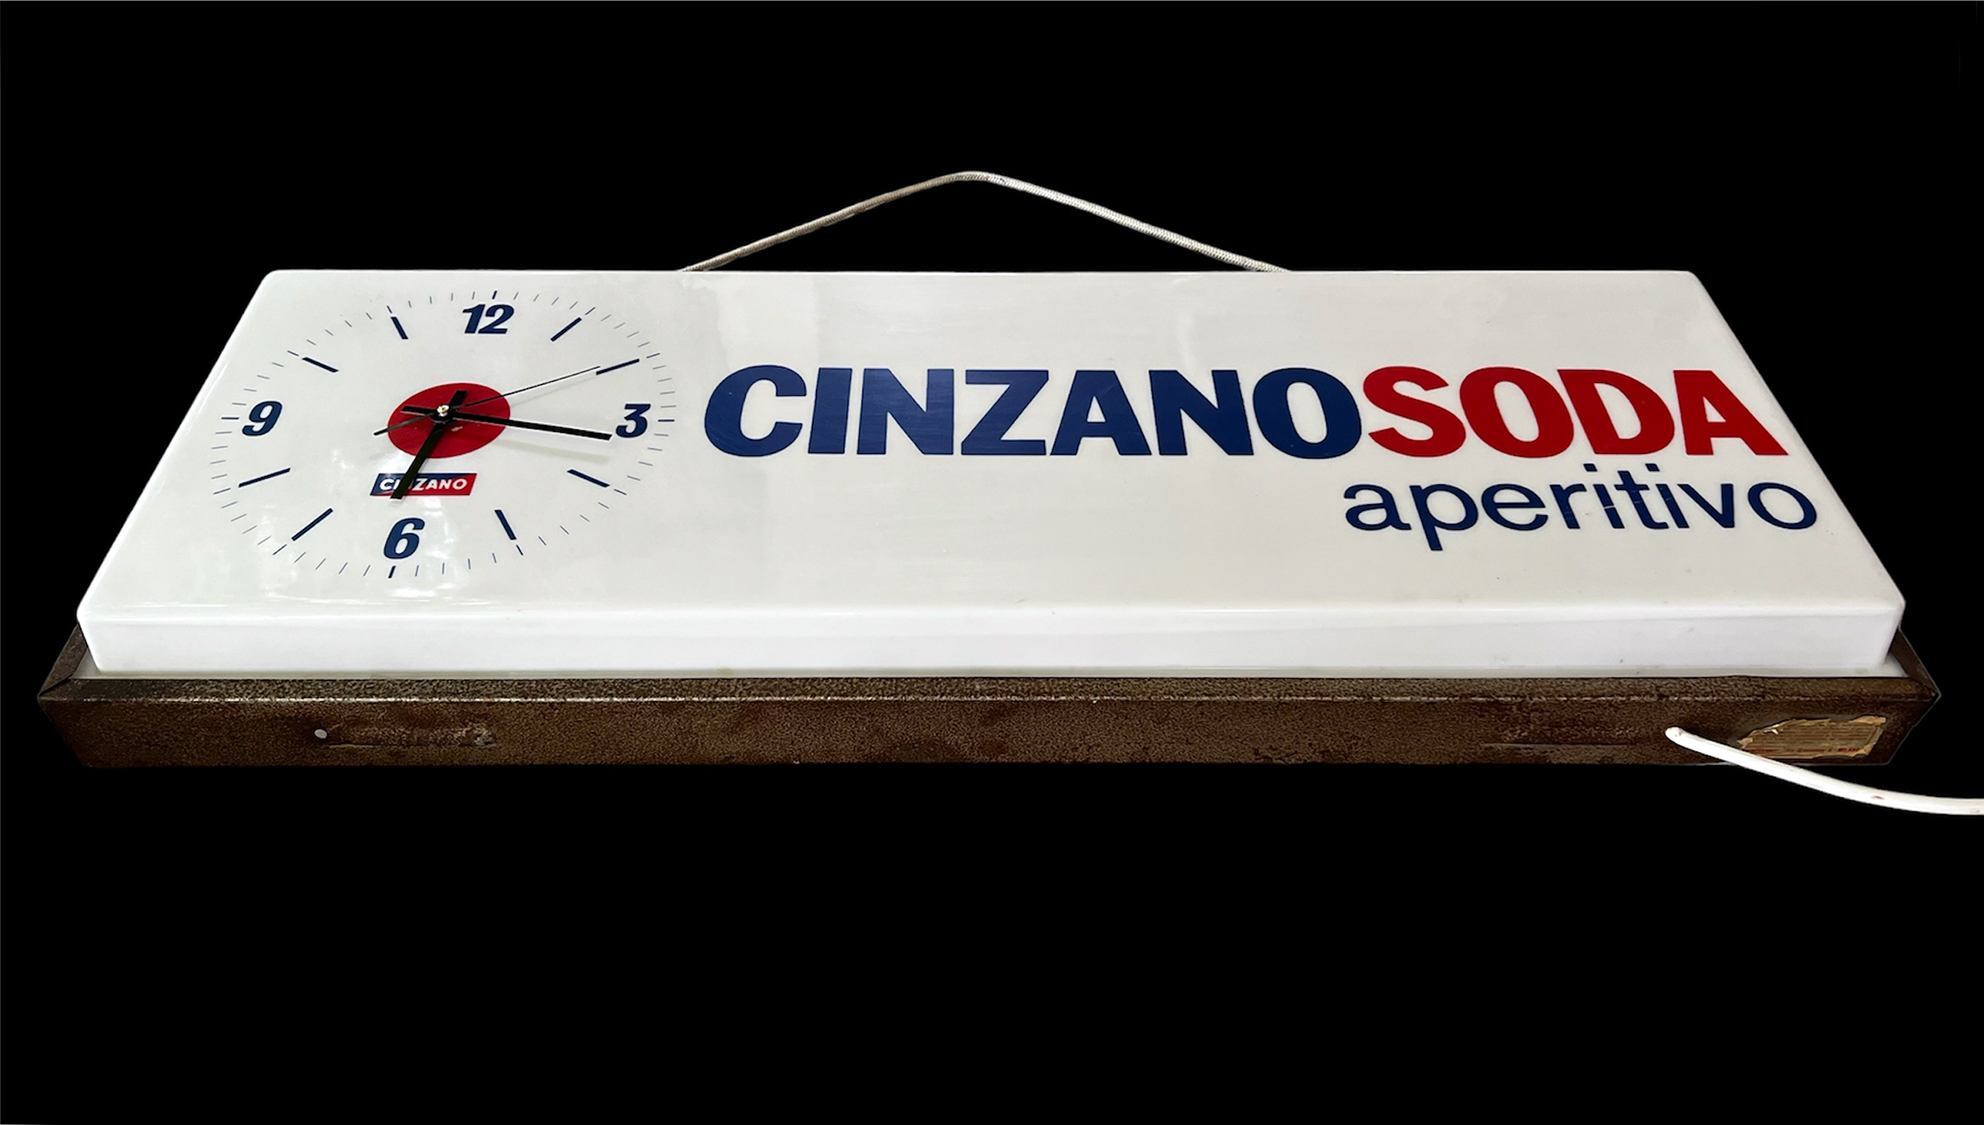 12
9
3
CINZANO
6
CINZANOSODA
aperitivo